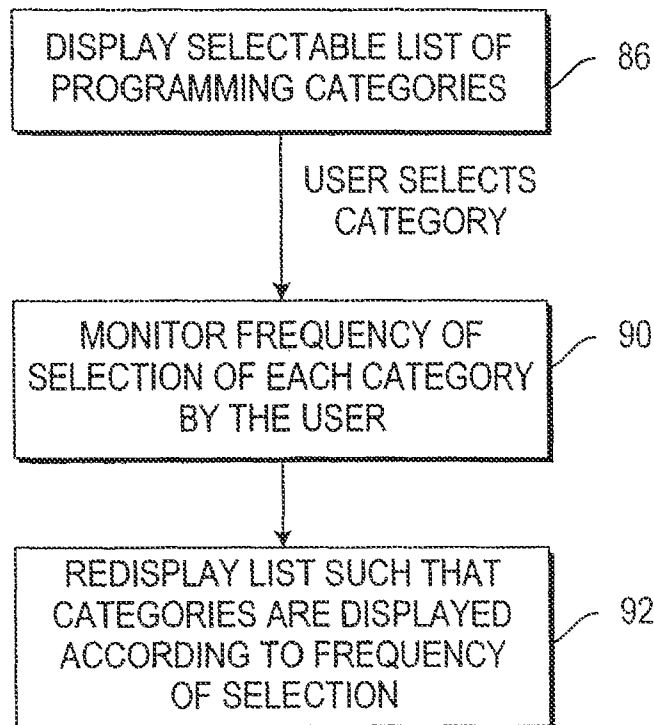 DISPLAY SELECTABLE LIST OF
PROGRAMMING CATEGORIES
86
USER SELECTS
CATEGORY
MONITOR FREQUENCY OF
SELECTION OF EACH CATEGORY
BY THE USER
90
REDISPLAY LIST SUCH THAT
CATEGORIES ARE DISPLAYED
ACCORDING TO FREQUENCY
OF SELECTION
92